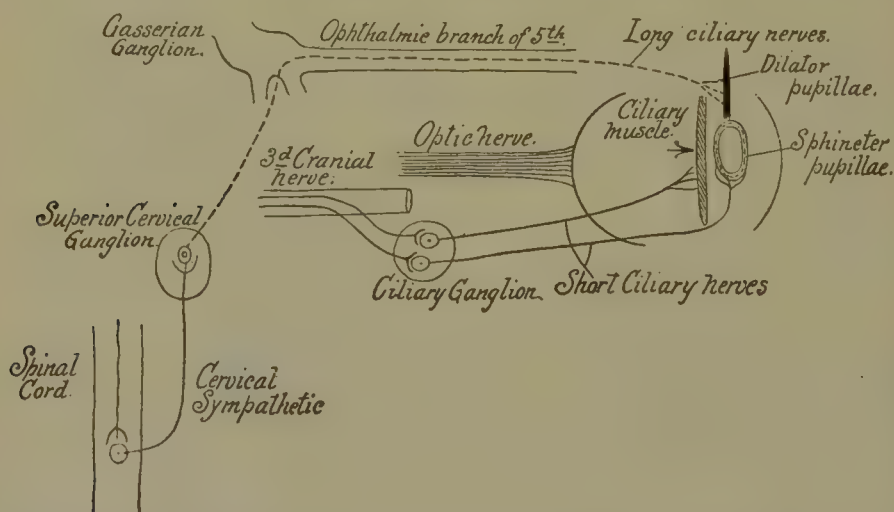 Gasserian
Ganglion.
Ophthalmic branch of 5th.
Long ciliary nerves.
Dilator
pupillae.
Ciliary
muscle.
Optic nerve.
Sphincter
pupillae.
3d Cranial
nerve.
Superior Cervical
Ganglion.
Ciliary Ganglion.
Short Ciliary nerves
Spinal
Cord.
Cervical
Sympathetic